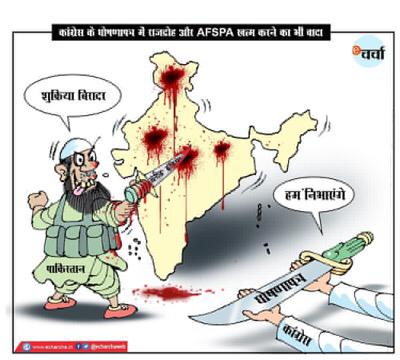 कांग्रेस के घोषणापत्र में राजद्रोह और AFSPA खत्म करने का भी वादा
चर्चा
शुक्रिया बिरादर
हम निभाएंगे
पाकिस्तान
घोषणापत्र
कांग्रेस
www.echarcha.in @echarchaweb